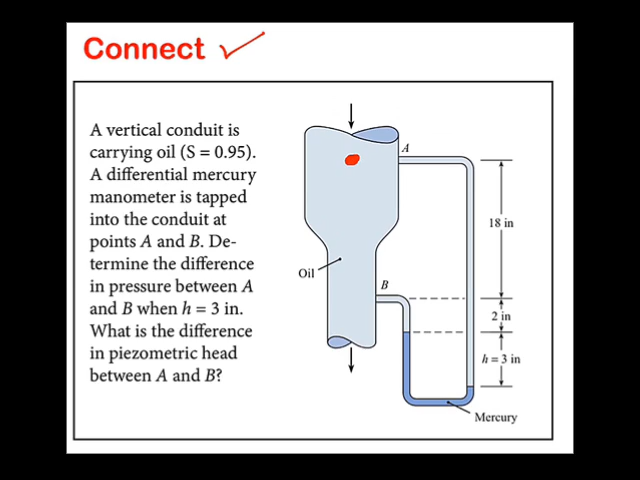 Connect
A vertical conduit is
carrying oil (S = 0.95).
A differential mercury
manometer is tapped
into the conduit at
points A and B. De-
termine the difference
in pressure between A
and B when h = 3 in.
What is the difference
in piezometric head
between A and B?
A
18 in
Oil
B
2 in
h = 3 in
Mercury